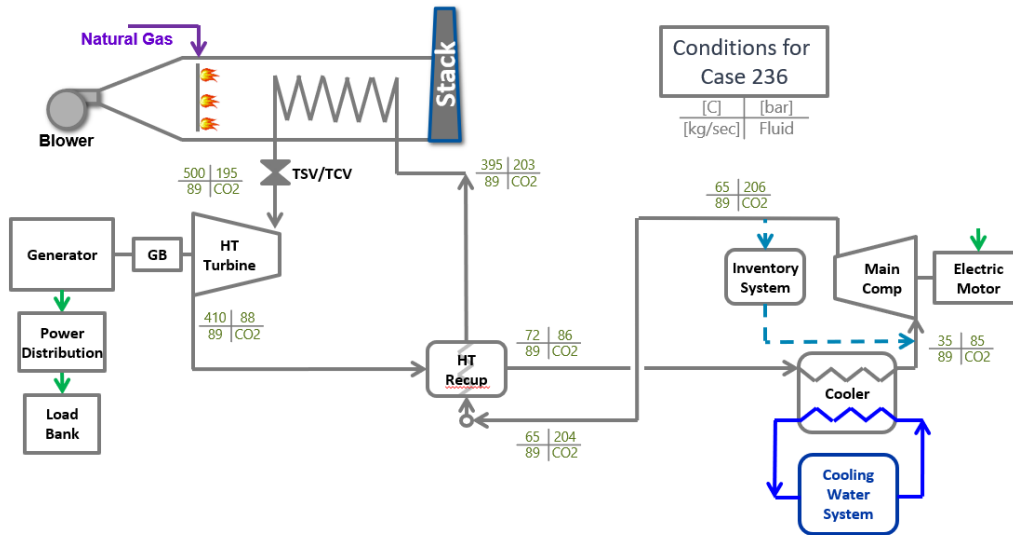 Natural Gas
Blower
Stack
Conditions for
Case 236
[C] | [bar]
[kg/sec] | Fluid
500 | 195
89 | CO2
TSV/TCV
395 | 203
89 | CO2
65 | 206
89 | CO2
Generator
GB
HT
Turbine
Inventory
System
Main
Comp
Electric
Motor
Power
Distribution
410 | 88
89 | CO2
HT
Recup
72 | 86
89 | CO2
35 | 85
89 | CO2
Cooler
Load
Bank
65 | 204
89 | CO2
Cooling
Water
System